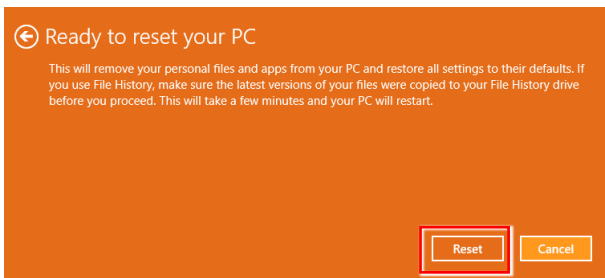 Ready to reset your PC
This will remove your personal files and apps from your PC and restore all settings to their defaults. If
you use File History, make sure the latest versions of your files were copied to your File History drive
before you proceed. This will take a few minutes and your PC will restart.
Reset
Cancel